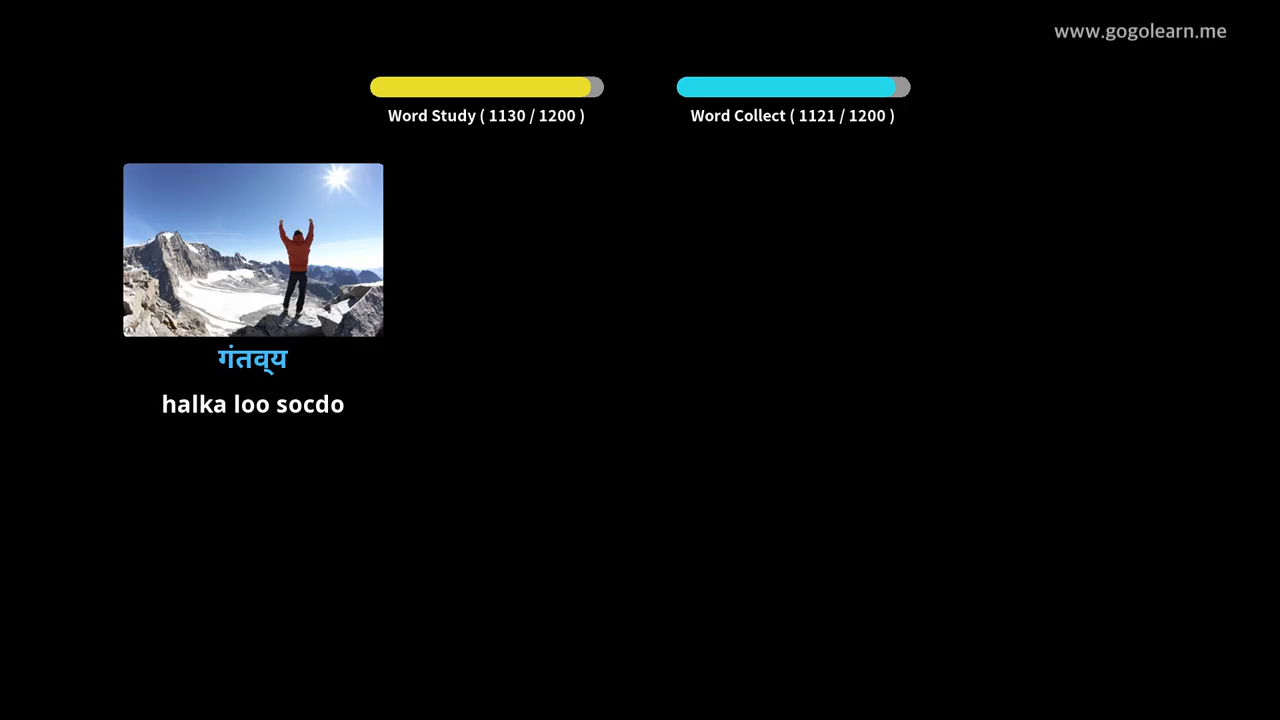 www.gogolearn.me
Word Study ( 1130 / 1200 )
Word Collect ( 1121 / 1200 )
गंतव्य
halka loo socdo